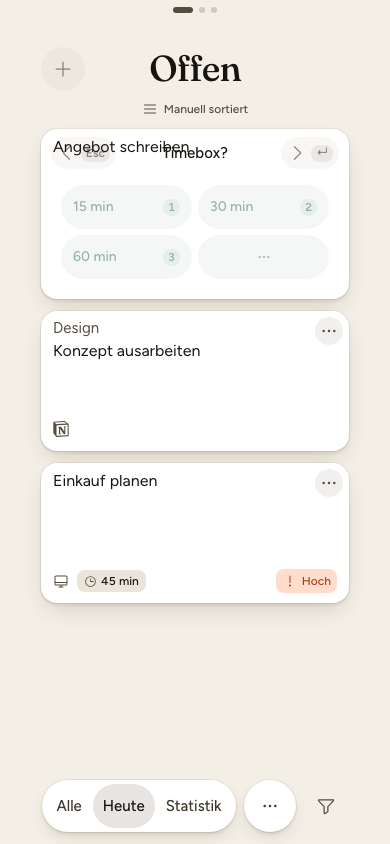 Offen
Manuell sortiert
Angebot schreiben
Esc
Timebox?
15 min 1
30 min 2
60 min 3
...
Design
Konzept ausarbeiten
N
Einkauf planen
45 min
! Hoch
Alle
Heute
Statistik